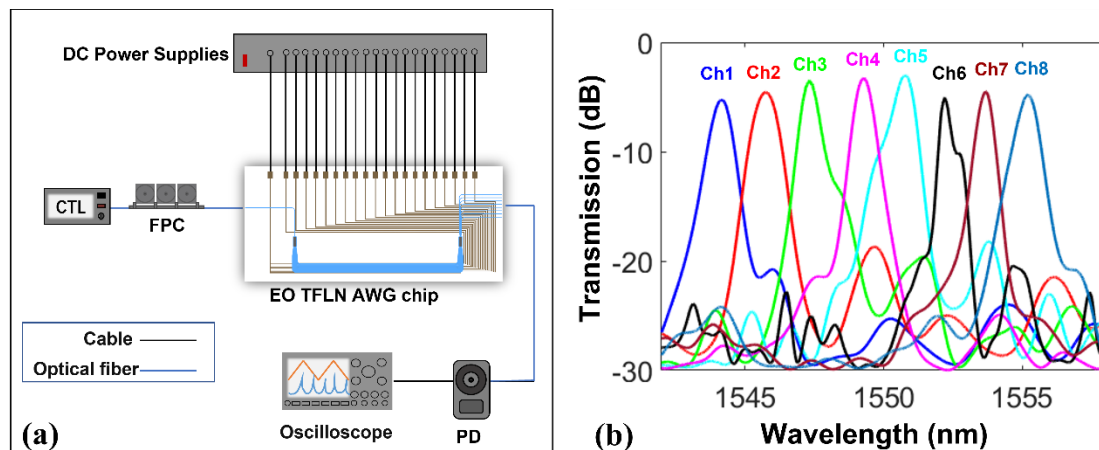 DC Power Supplies
CTL
FPC
EO TFLN AWG chip
Cable
Optical fiber
Oscilloscope
PD
(a)
Transmission (dB)
0
-10
-20
-30
Ch1
Ch2
Ch3
Ch4
Ch5
Ch6
Ch7
Ch8
1545
1550
1555
Wavelength (nm)
(b)